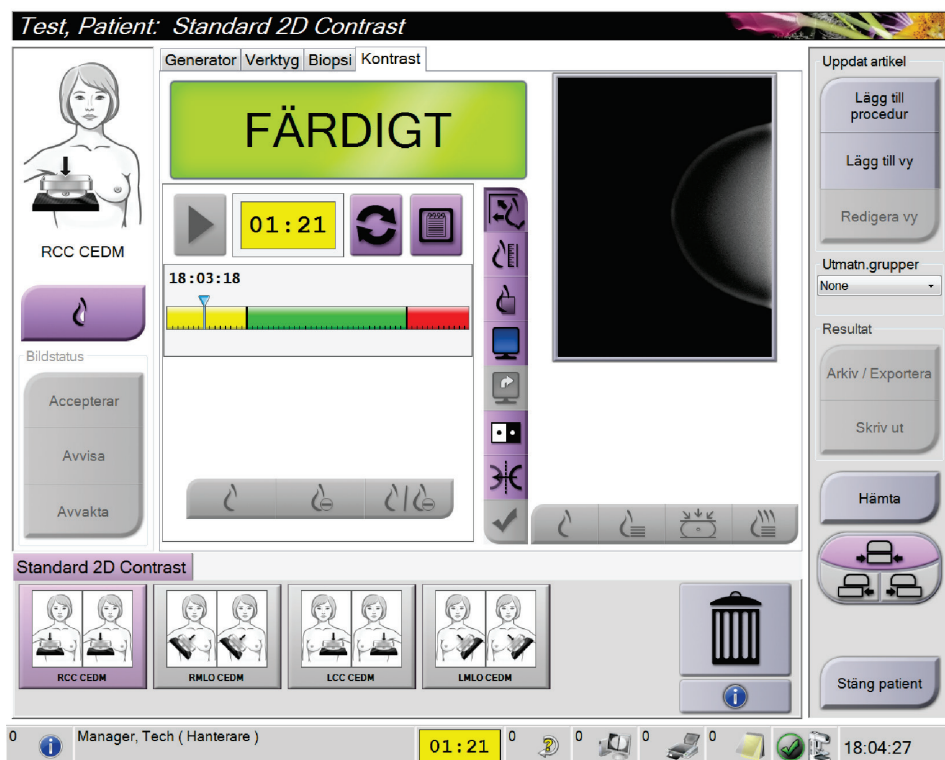 Test, Patient: Standard 2D Contrast
RCC CEDM
Bildstatus
Accepterar
Avvisa
Avvakta
Generator Verktyg Biopsi Kontrast
FÄRDIGT
01:21
18:03:18
Uppdat artikel
Lägg till
procedur
Lägg till vy
Redigera vy
Utmatn.grupper
None
Resultat
Arkiv / Exportera
Skriv ut
Hämta
Stäng patient
Standard 2D Contrast
RCC CEDM
RMLO CEDM
LCC CEDM
LMLO CEDM
0 Manager, Tech ( Hanterare ) 01:21 0 0 0 0 18:04:27